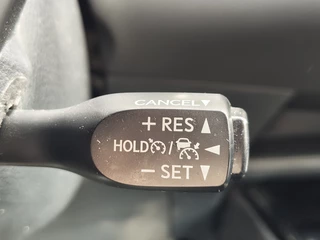 CANCEL ▼
+ RES ▲
HOLD / ◀
− SET ▼